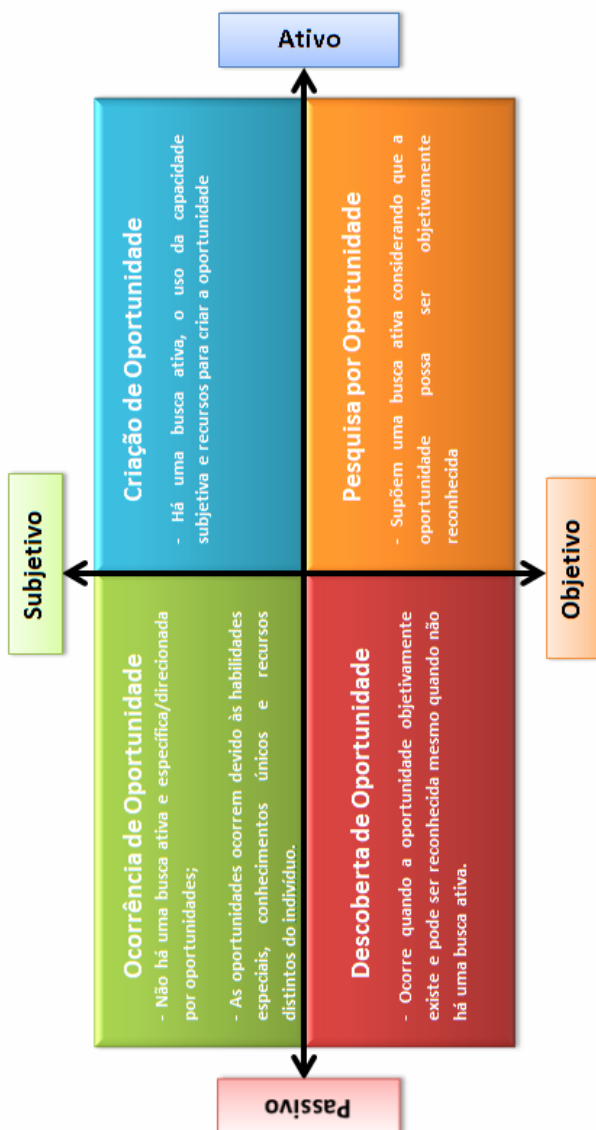 Ativo
Subjetivo
Criação de Oportunidade
- Há uma busca ativa, o uso da capacidade
subjetiva e recursos para criar a oportunidade
Pesquisa por Oportunidade
- Supõem uma busca ativa considerando que a
oportunidade possa ser objetivamente
reconhecida
Ocorrência de Oportunidade
- Não há uma busca ativa e específica/direcionada
por oportunidades;
- As oportunidades ocorrem devido às habilidades
especiais, conhecimentos únicos e recursos
distintos do indivíduo.
Descoberta de Oportunidade
- Ocorre quando a oportunidade objetivamente
existe e pode ser reconhecida mesmo quando não
há uma busca ativa.
Objetivo
Passivo